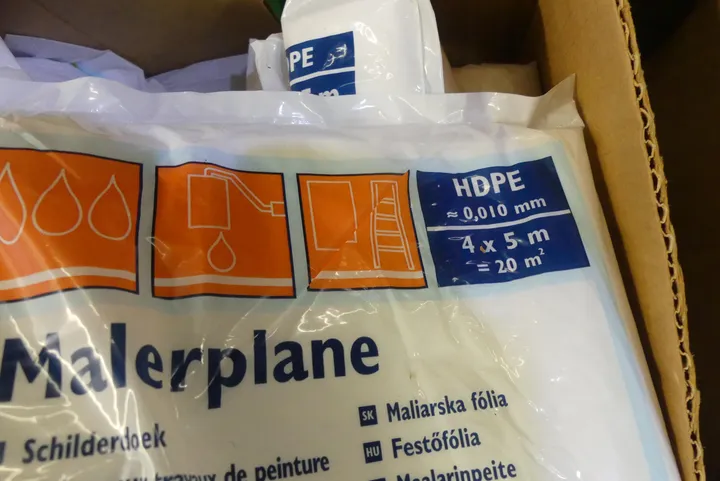 PE
HDPE
≈ 0,010 mm
4 x 5 m
= 20 m²
Malerplane
Schilderdoek
travaux de peinture
SK Maliarska fólia
HU Festőfólia
Maalarinpeite